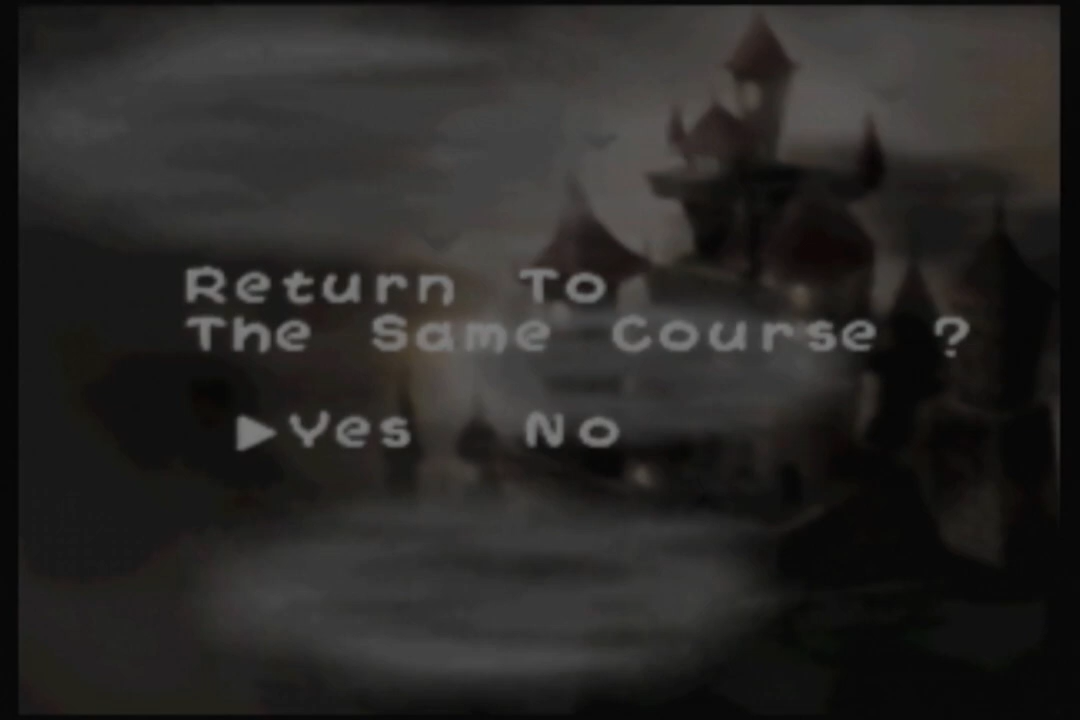 Return To
The Same Course ?
▶Yes No